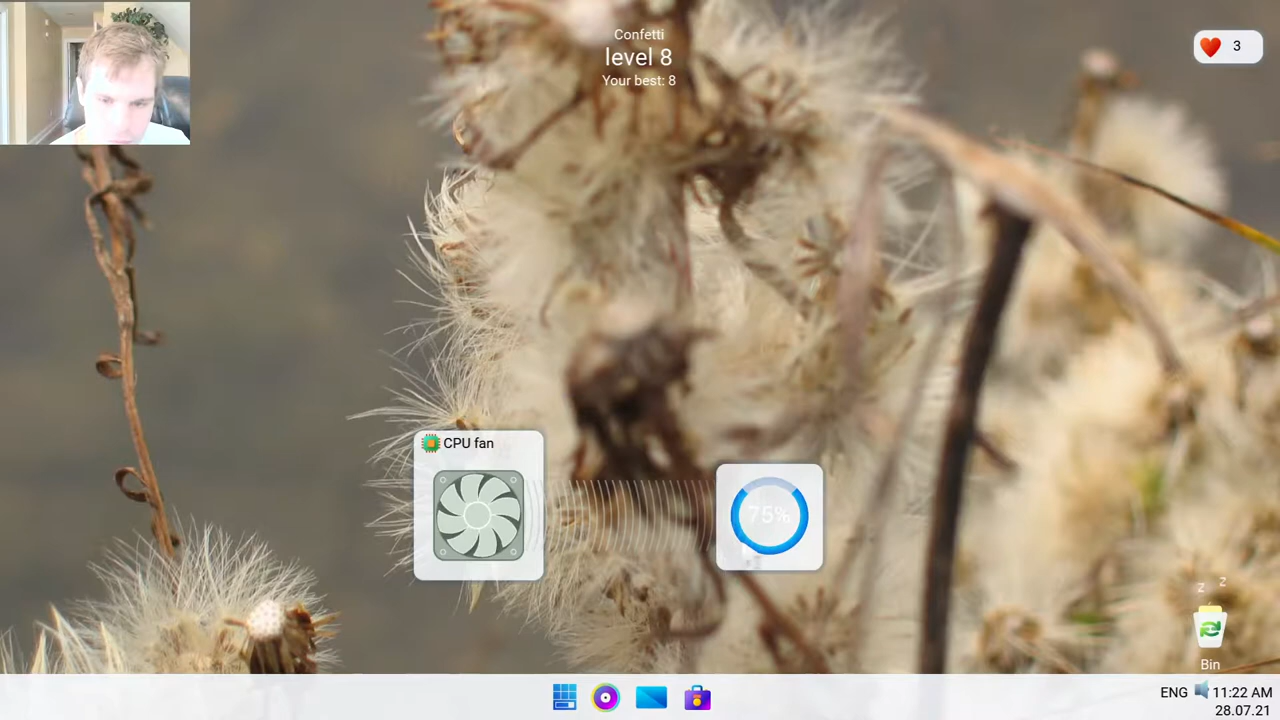 Confetti
level 8
Your best: 8
3
CPU fan
75%
z z
Bin
ENG 11:22 AM
28.07.21